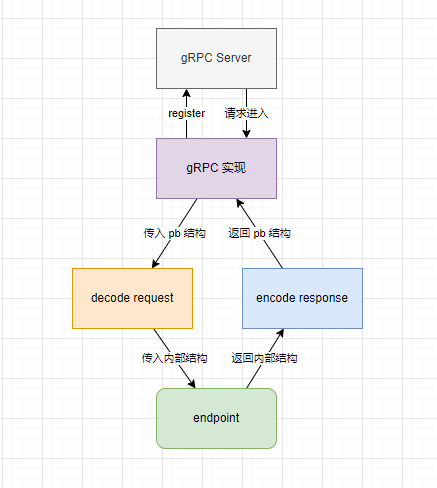 gRPC Server
register
请求进入
gRPC 实现
传入 pb 结构
返回 pb 结构
decode request
encode response
传入内部结构
返回内部结构
endpoint